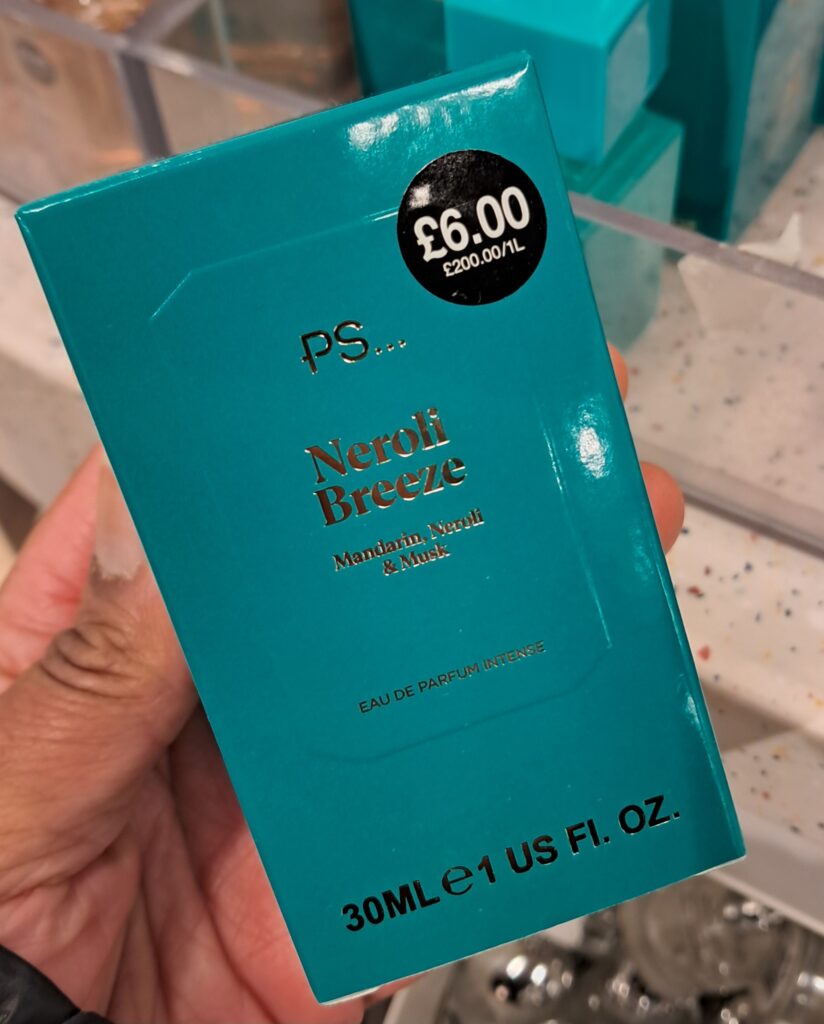 £6.00
£200.00/1L
PS...
Neroli
Breeze
Mandarin, Neroli
& Musk
EAU DE PARFUM INTENSE
30ML℮1 US Fl. OZ.